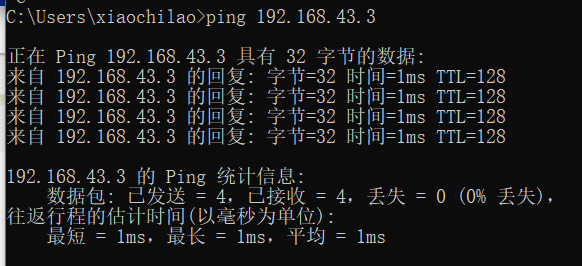 C:\Users\xiaochilao>ping 192.168.43.3
正在 Ping 192.168.43.3 具有 32 字节的数据:
来自 192.168.43.3 的回复: 字节=32 时间=1ms TTL=128
来自 192.168.43.3 的回复: 字节=32 时间=1ms TTL=128
来自 192.168.43.3 的回复: 字节=32 时间=1ms TTL=128
来自 192.168.43.3 的回复: 字节=32 时间=1ms TTL=128
192.168.43.3 的 Ping 统计信息:
数据包: 已发送 = 4，已接收 = 4，丢失 = 0 (0% 丢失)，
往返行程的估计时间(以毫秒为单位):
最短 = 1ms，最长 = 1ms，平均 = 1ms